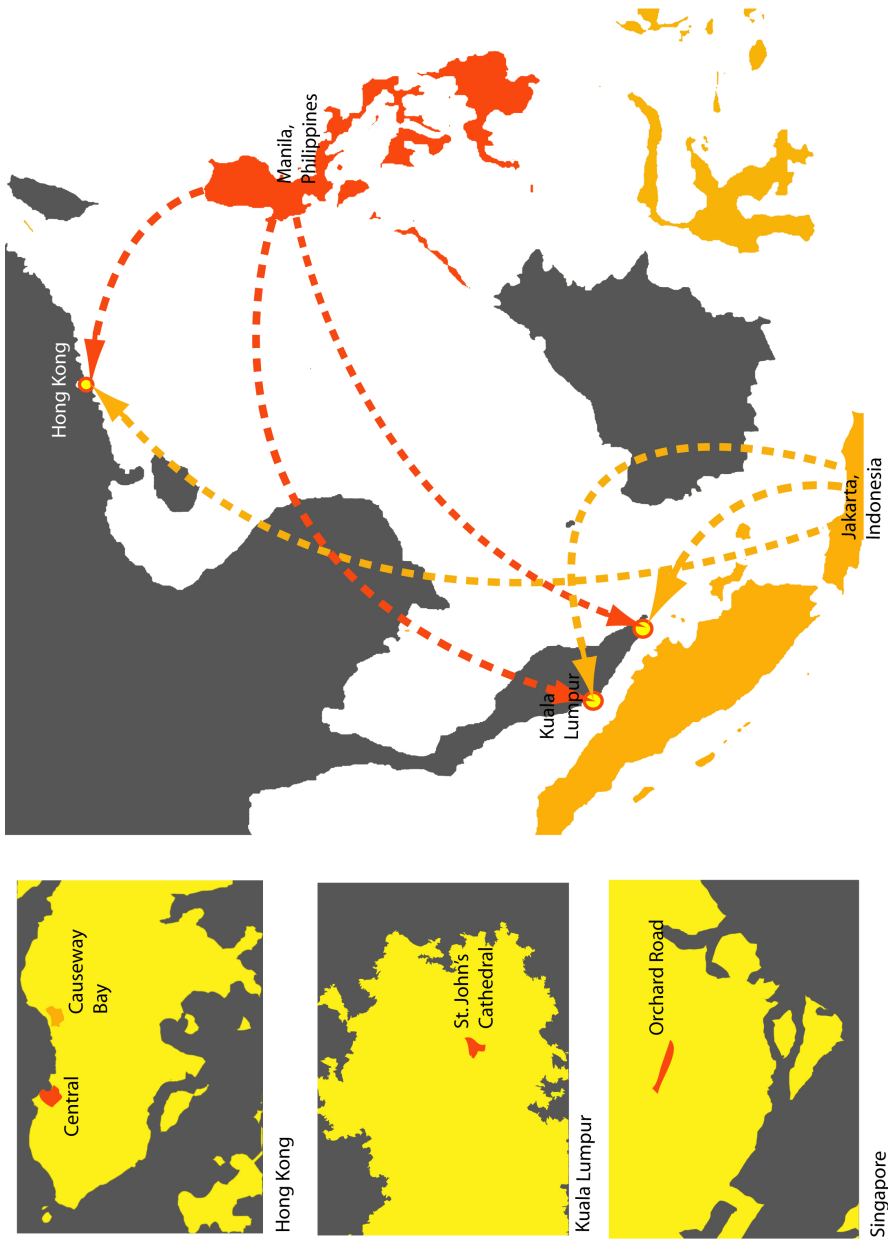 Central
Causeway
Bay
Hong Kong
St. John's
Cathedral
Kuala Lumpur
Orchard Road
Singapore
Hong Kong
Manila,
Philippines
Kuala
Lumpur
Jakarta,
Indonesia